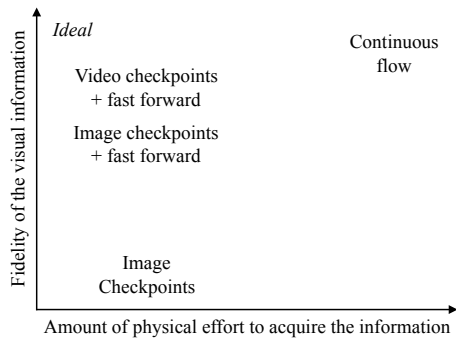 Ideal
Continuous
flow
Video checkpoints
+ fast forward
Image checkpoints
+ fast forward
Image
Checkpoints
Fidelity of the visual information
Amount of physical effort to acquire the information